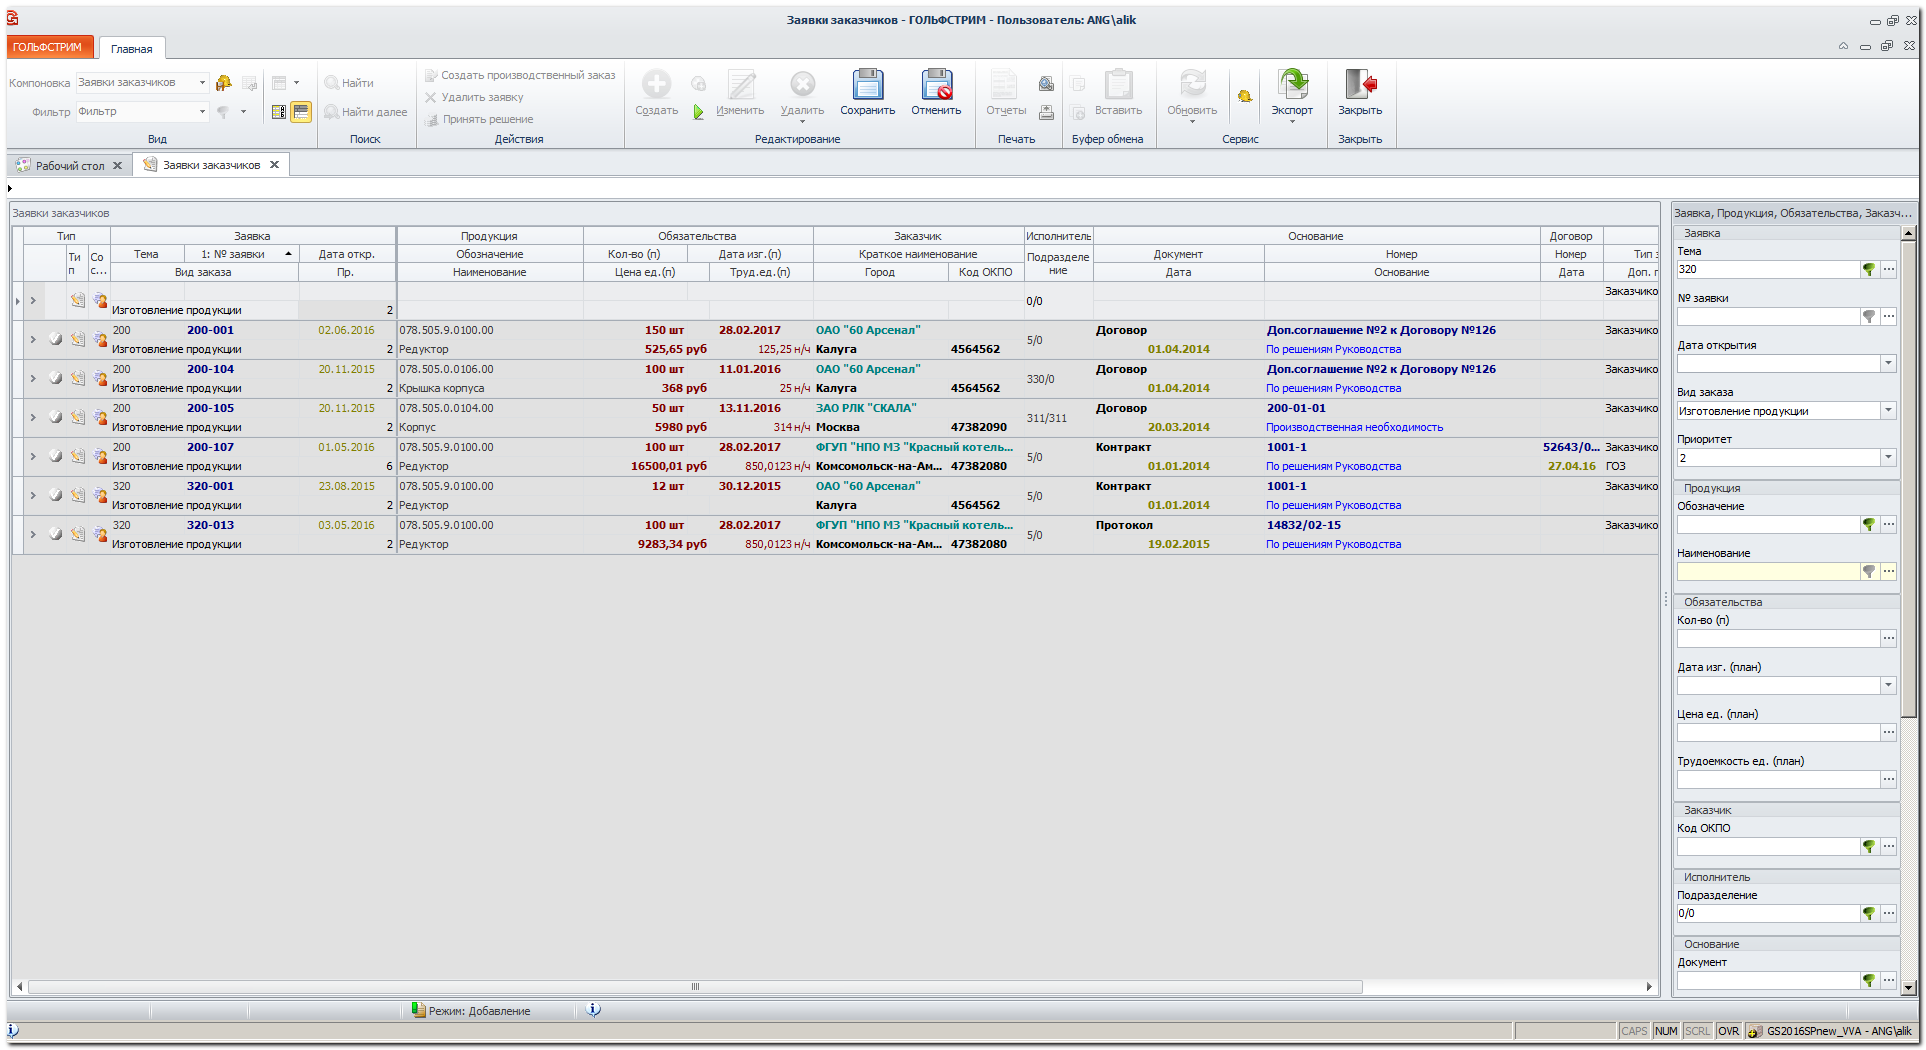 Заявки заказчиков - ГОЛЬФСТРИМ - Пользователь: ANG\alik
ГОЛЬФСТРИМ Главная
Компоновка Заявки заказчиков
Фильтр Фильтр
Вид
Найти
Найти далее
Поиск
Создать производственный заказ
Удалить заявку
Принять решение
Действия
Создать Изменить Удалить Сохранить Отменить
Редактирование
Отчеты
Печать
Вставить
Буфер обмена
Обновить Экспорт
Сервис
Закрыть
Закрыть
Рабочий стол Заявки заказчиков
Заявки заказчиков
Тип Заявка Продукция Обязательства Заказчик Исполнитель Основание Договор
Ти п Со с... Тема 1: № заявки Дата откр. Обозначение Кол-во (п) Дата изг.(п) Краткое наименование Подразделе ние Документ Номер Номер Тип з
Вид заказа Пр. Наименование Цена ед.(п) Труд.ед.(п) Город Код ОКПО Дата Основание Дата Доп. г
0/0 Заказчико
Изготовление продукции 2
200 200-001 02.06.2016 078.505.9.0100.00 150 шт 28.02.2017 ОАО "60 Арсенал" 5/0 Договор Доп.соглашение №2 к Договору №126 Заказчико
Изготовление продукции 2 Редуктор 525,65 руб 125,25 н/ч Калуга 4564562 01.04.2014 По решениям Руководства
200 200-104 20.11.2015 078.505.0.0106.00 100 шт 11.01.2016 ОАО "60 Арсенал" 330/0 Договор Доп.соглашение №2 к Договору №126 Заказчико
Изготовление продукции 2 Крышка корпуса 368 руб 25 н/ч Калуга 4564562 01.04.2014 По решениям Руководства
200 200-105 20.11.2015 078.505.0.0104.00 50 шт 13.11.2016 ЗАО РЛК "СКАЛА" 311/311 Договор 200-01-01 Заказчико
Изготовление продукции 2 Корпус 5980 руб 314 н/ч Москва 47382090 20.03.2014 Производственная необходимость
200 200-107 01.05.2016 078.505.9.0100.00 100 шт 28.02.2017 ФГУП "НПО МЗ "Красный котель... 5/0 Контракт 1001-1 52643/0... Заказчико
Изготовление продукции 6 Редуктор 16500,01 руб 850,0123 н/ч Комсомольск-на-Ам... 47382080 01.01.2014 По решениям Руководства 27.04.16 ГОЗ
320 320-001 23.08.2015 078.505.9.0100.00 12 шт 30.12.2015 ОАО "60 Арсенал" 5/0 Контракт 1001-1 Заказчико
Изготовление продукции 2 Редуктор Калуга 4564562 01.01.2014 По решениям Руководства
320 320-013 03.05.2016 078.505.9.0100.00 100 шт 28.02.2017 ФГУП "НПО МЗ "Красный котель... 5/0 Протокол 14832/02-15 Заказчико
Изготовление продукции 2 Редуктор 9283,34 руб 850,0123 н/ч Комсомольск-на-Ам... 47382080 19.02.2015 По решениям Руководства
Заявка, Продукция, Обязательства, Заказч...
Заявка
Тема
320
№ заявки
Дата открытия
Вид заказа
Изготовление продукции
Приоритет
2
Продукция
Обозначение
Наименование
Обязательства
Кол-во (п)
Дата изг. (план)
Цена ед. (план)
Трудоемкость ед. (план)
Заказчик
Код ОКПО
Исполнитель
Подразделение
0/0
Основание
Документ
Режим: Добавление
CAPS NUM SCRL OVR GS2016SPnew_VVA - ANG\alik